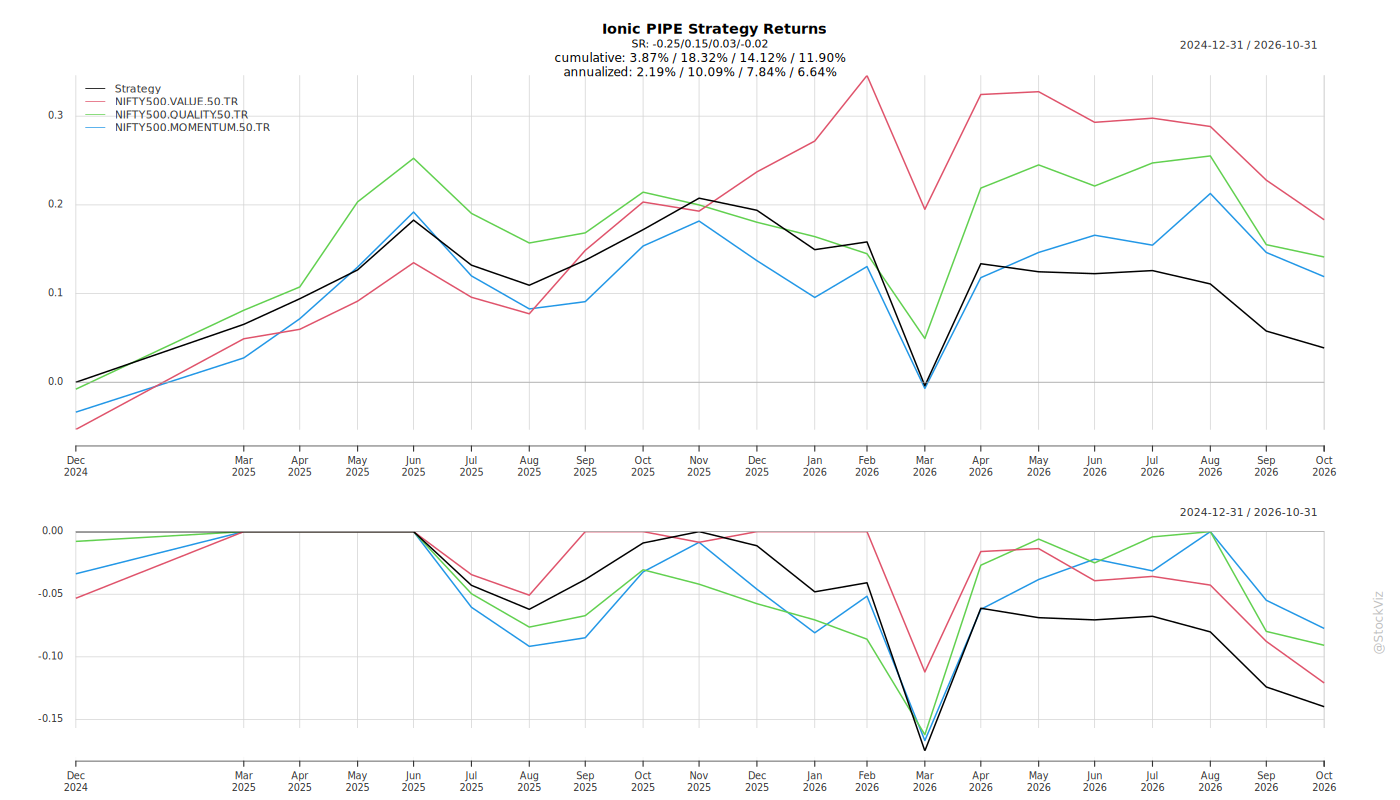 Ionic PIPE Strategy Returns
SR: -0.25/0.15/0.03/-0.02
cumulative: 3.87% / 18.32% / 14.12% / 11.90%
annualized: 2.19% / 10.09% / 7.84% / 6.64%
2024-12-31 / 2026-10-31
Strategy
NIFTY500.VALUE.50.TR
NIFTY500.QUALITY.50.TR
NIFTY500.MOMENTUM.50.TR
0.3
0.2
0.1
0.0
Dec Mar Apr May Jun Jul Aug Sep Oct Nov Dec Jan Feb Mar Apr May Jun Jul Aug Sep Oct
2024 2025 2025 2025 2025 2025 2025 2025 2025 2025 2025 2026 2026 2026 2026 2026 2026 2026 2026 2026 2026
2024-12-31 / 2026-10-31
0.00
-0.05
-0.10
-0.15
Dec Mar Apr May Jun Jul Aug Sep Oct Nov Dec Jan Feb Mar Apr May Jun Jul Aug Sep Oct
2024 2025 2025 2025 2025 2025 2025 2025 2025 2025 2025 2026 2026 2026 2026 2026 2026 2026 2026 2026 2026
@StockViz